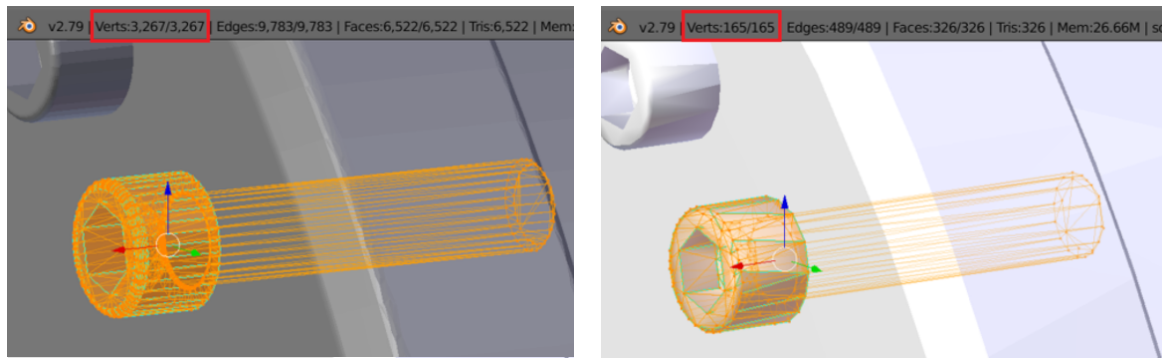 v2.79 | Verts:3,267/3,267 | Edges:9,783/9,783 | Faces:6,522/6,522 | Tris:6,522 | Mem:
v2.79 | Verts:165/165 | Edges:489/489 | Faces:326/326 | Tris:326 | Mem:26.66M | sc